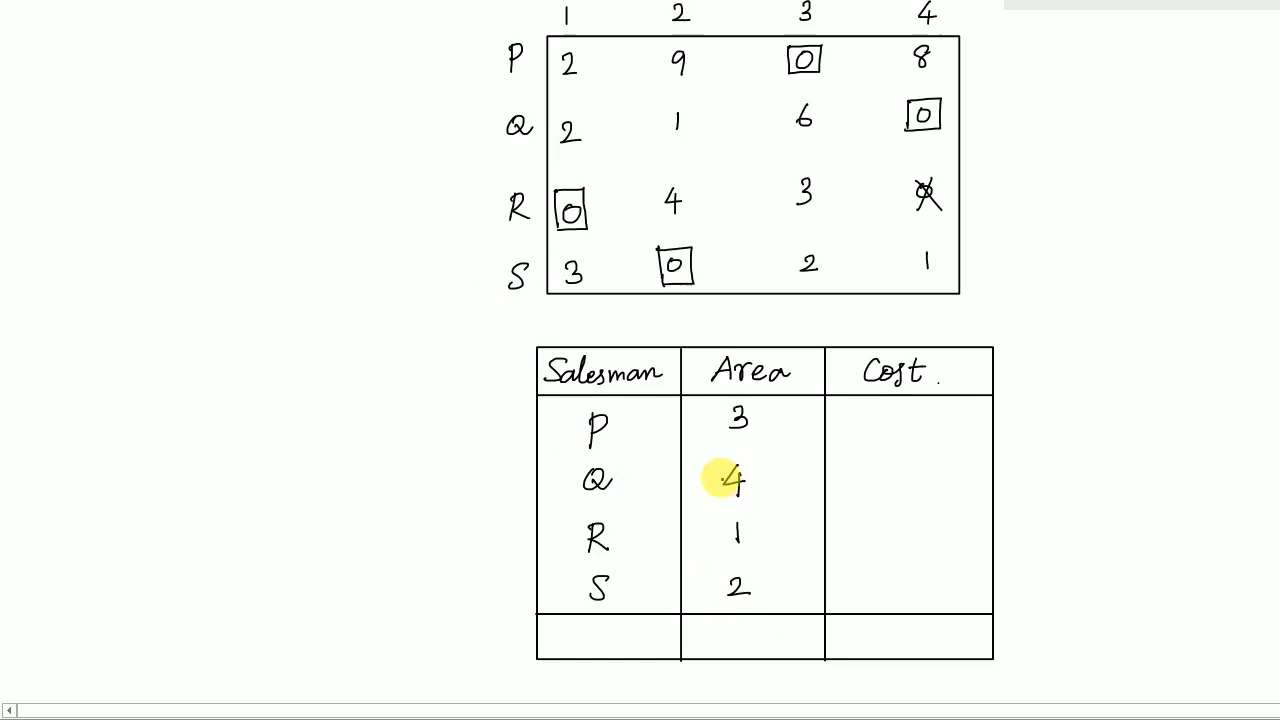 1 2 3 4
P 2 9 0 8
Q 2 1 6 0
R 0 4 3 0
S 3 0 2 1
Salesman Area Cost.
P 3
Q 4
R 1
S 2